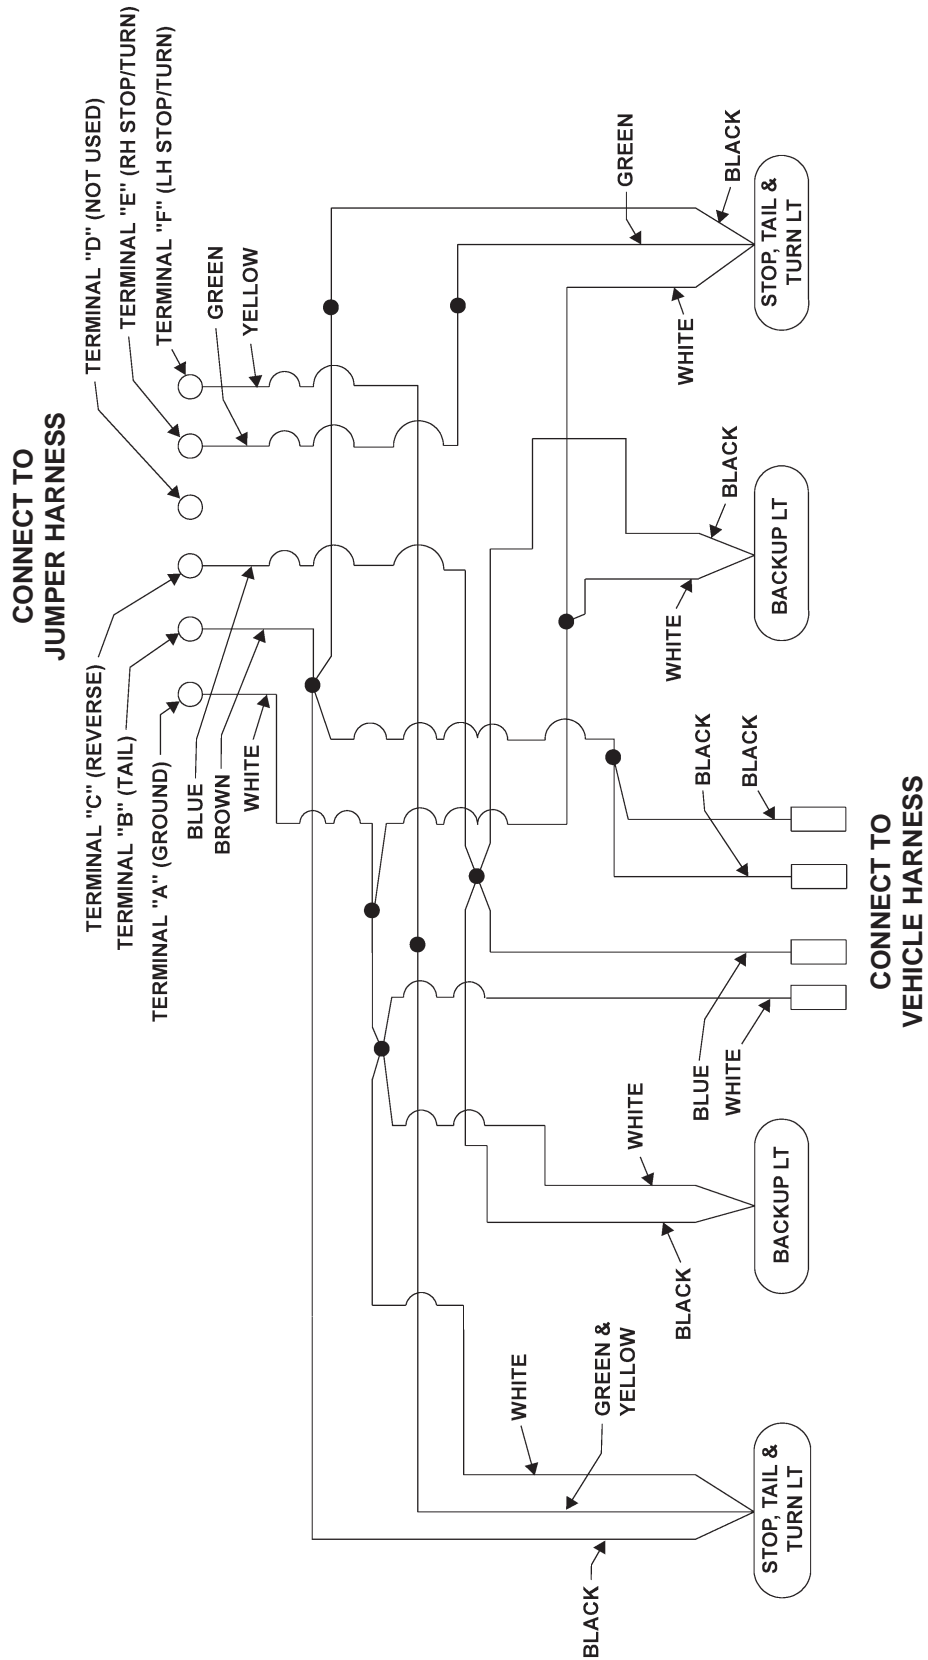 CONNECT TO
JUMPER HARNESS
TERMINAL "C" (REVERSE)
TERMINAL "B" (TAIL)
TERMINAL "A" (GROUND)
TERMINAL "D" (NOT USED)
TERMINAL "E" (RH STOP/TURN)
TERMINAL "F" (LH STOP/TURN)
BLUE
BROWN
WHITE
GREEN
YELLOW
BLACK
WHITE
GREEN &
YELLOW
BLACK
WHITE
BLUE
WHITE
BLACK
BLACK
WHITE
BLACK
WHITE
GREEN
BLACK
STOP, TAIL &
TURN LT
BACKUP LT
BACKUP LT
STOP, TAIL &
TURN LT
CONNECT TO
VEHICLE HARNESS